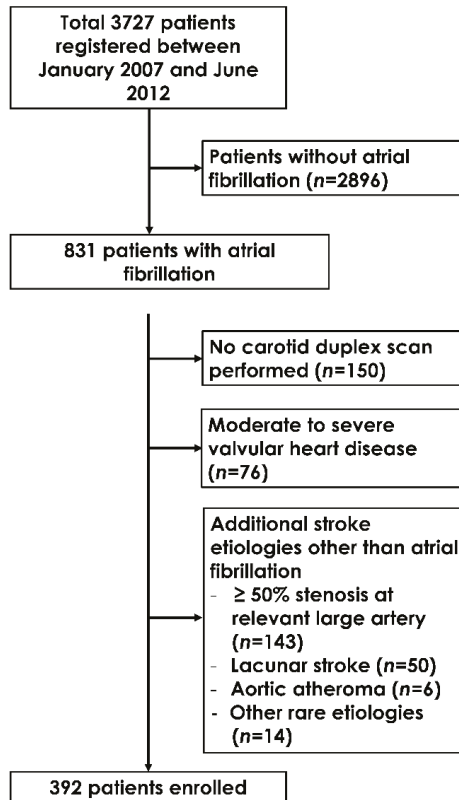 Total 3727 patients
registered between
January 2007 and June
2012
Patients without atrial
fibrillation (n=2896)
831 patients with atrial
fibrillation
No carotid duplex scan
performed (n=150)
Moderate to severe
valvular heart disease
(n=76)
Additional stroke
etiologies other than atrial
fibrillation
- ≥ 50% stenosis at
relevant large artery
(n=143)
- Lacunar stroke (n=50)
- Aortic atheroma (n=6)
- Other rare etiologies
(n=14)
392 patients enrolled